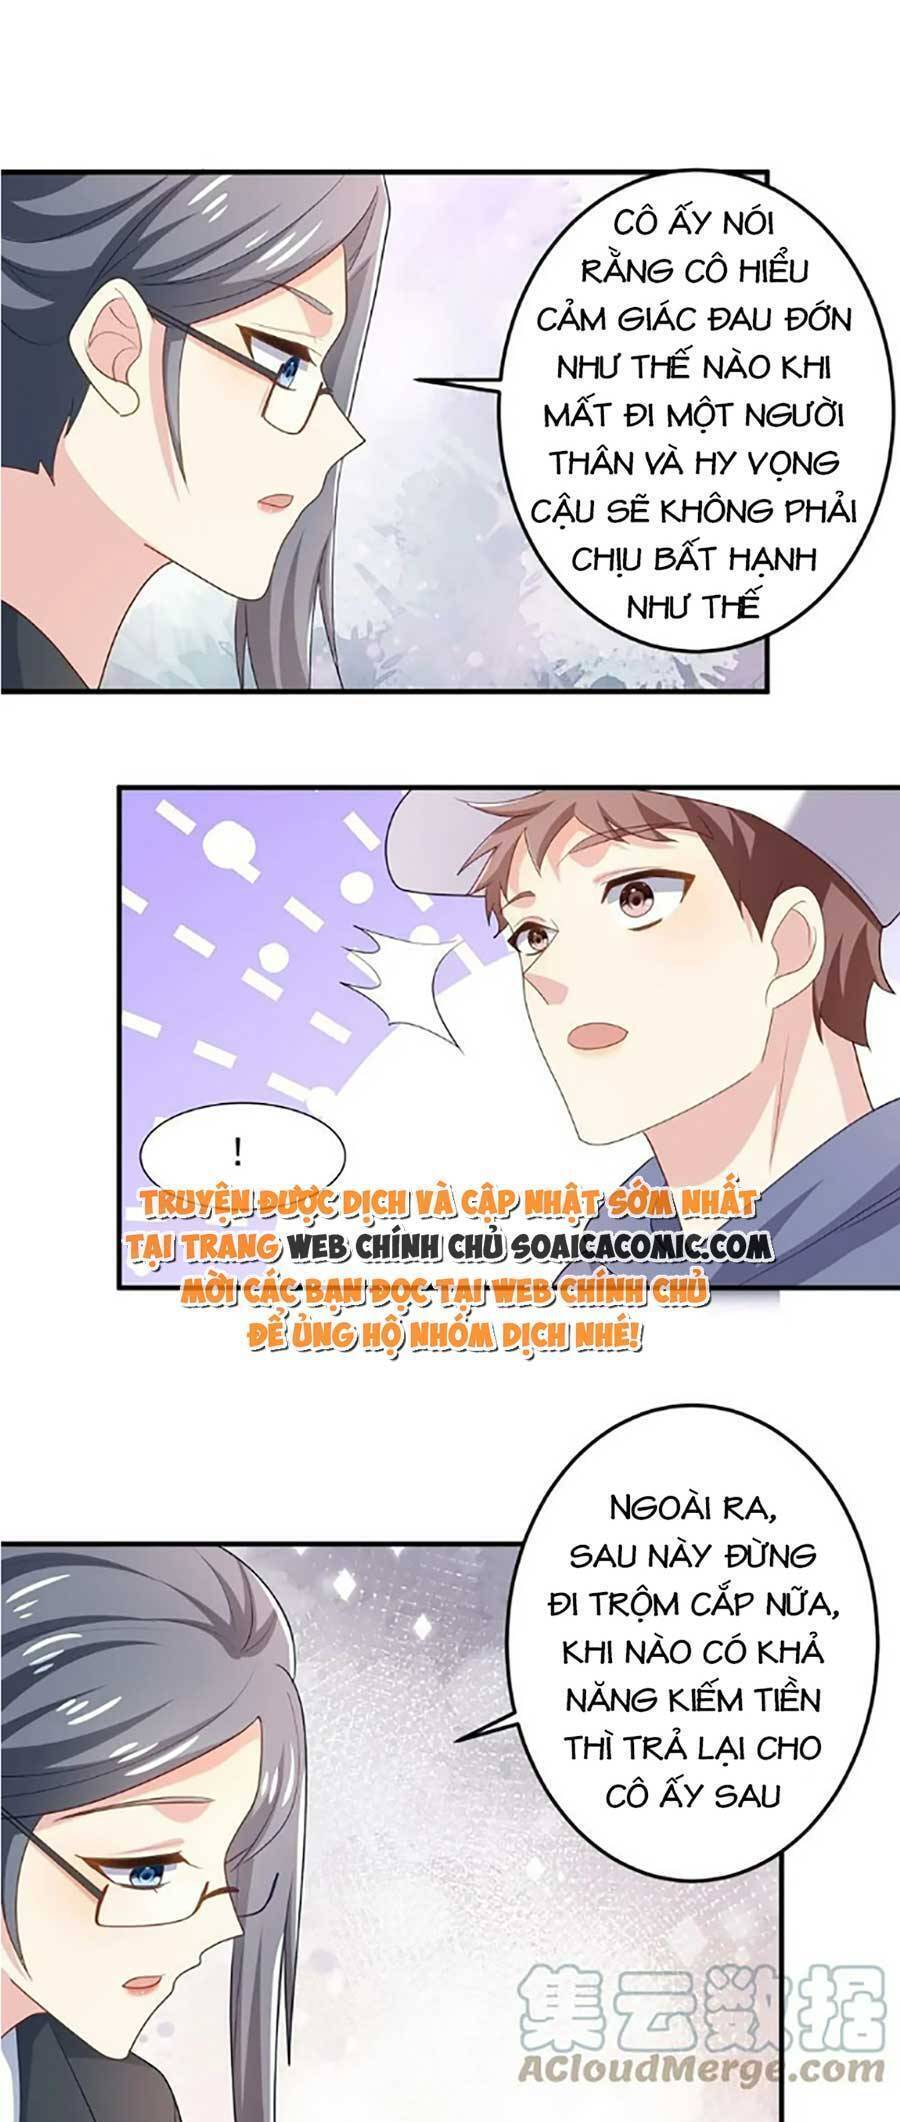 CÔ ẤY NÓI
RẰNG CÔ HIỂU
CẢM GIÁC ĐAU ĐỚN
NHƯ THẾ NÀO KHI
MẤT ĐI MỘT NGƯỜI
THÂN VÀ HY VỌNG
CẬU SẼ KHÔNG PHẢI
CHỊU BẤT HẠNH
NHƯ THẾ
!
TRUYỆN ĐƯỢC DỊCH VÀ CẬP NHẬT SỚM NHẤT
TẠI TRANG WEB CHÍNH CHỦ SOAICACOMIC.COM
MỜI CÁC BẠN ĐỌC TẠI WEB CHÍNH CHỦ
ĐỂ ỦNG HỘ NHÓM DỊCH NHÉ!
NGOÀI RA,
SAU NÀY ĐỪNG
ĐI TRỘM CẮP NỮA,
KHI NÀO CÓ KHẢ
NĂNG KIẾM TIỀN
THÌ TRẢ LẠI CHO
CÔ ẤY SAU
集云数据
ACloudMerge.com